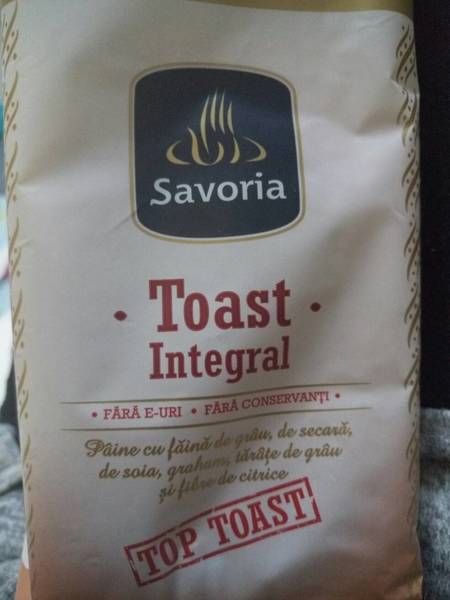 Savoria
Toast
Integral
• FĂRĂ E-URI • FĂRĂ CONSERVANȚI •
Pâine cu făină de grâu, de secară,
de soia, graham, tărâțe de grâu
și fibre de citrice
TOP TOAST